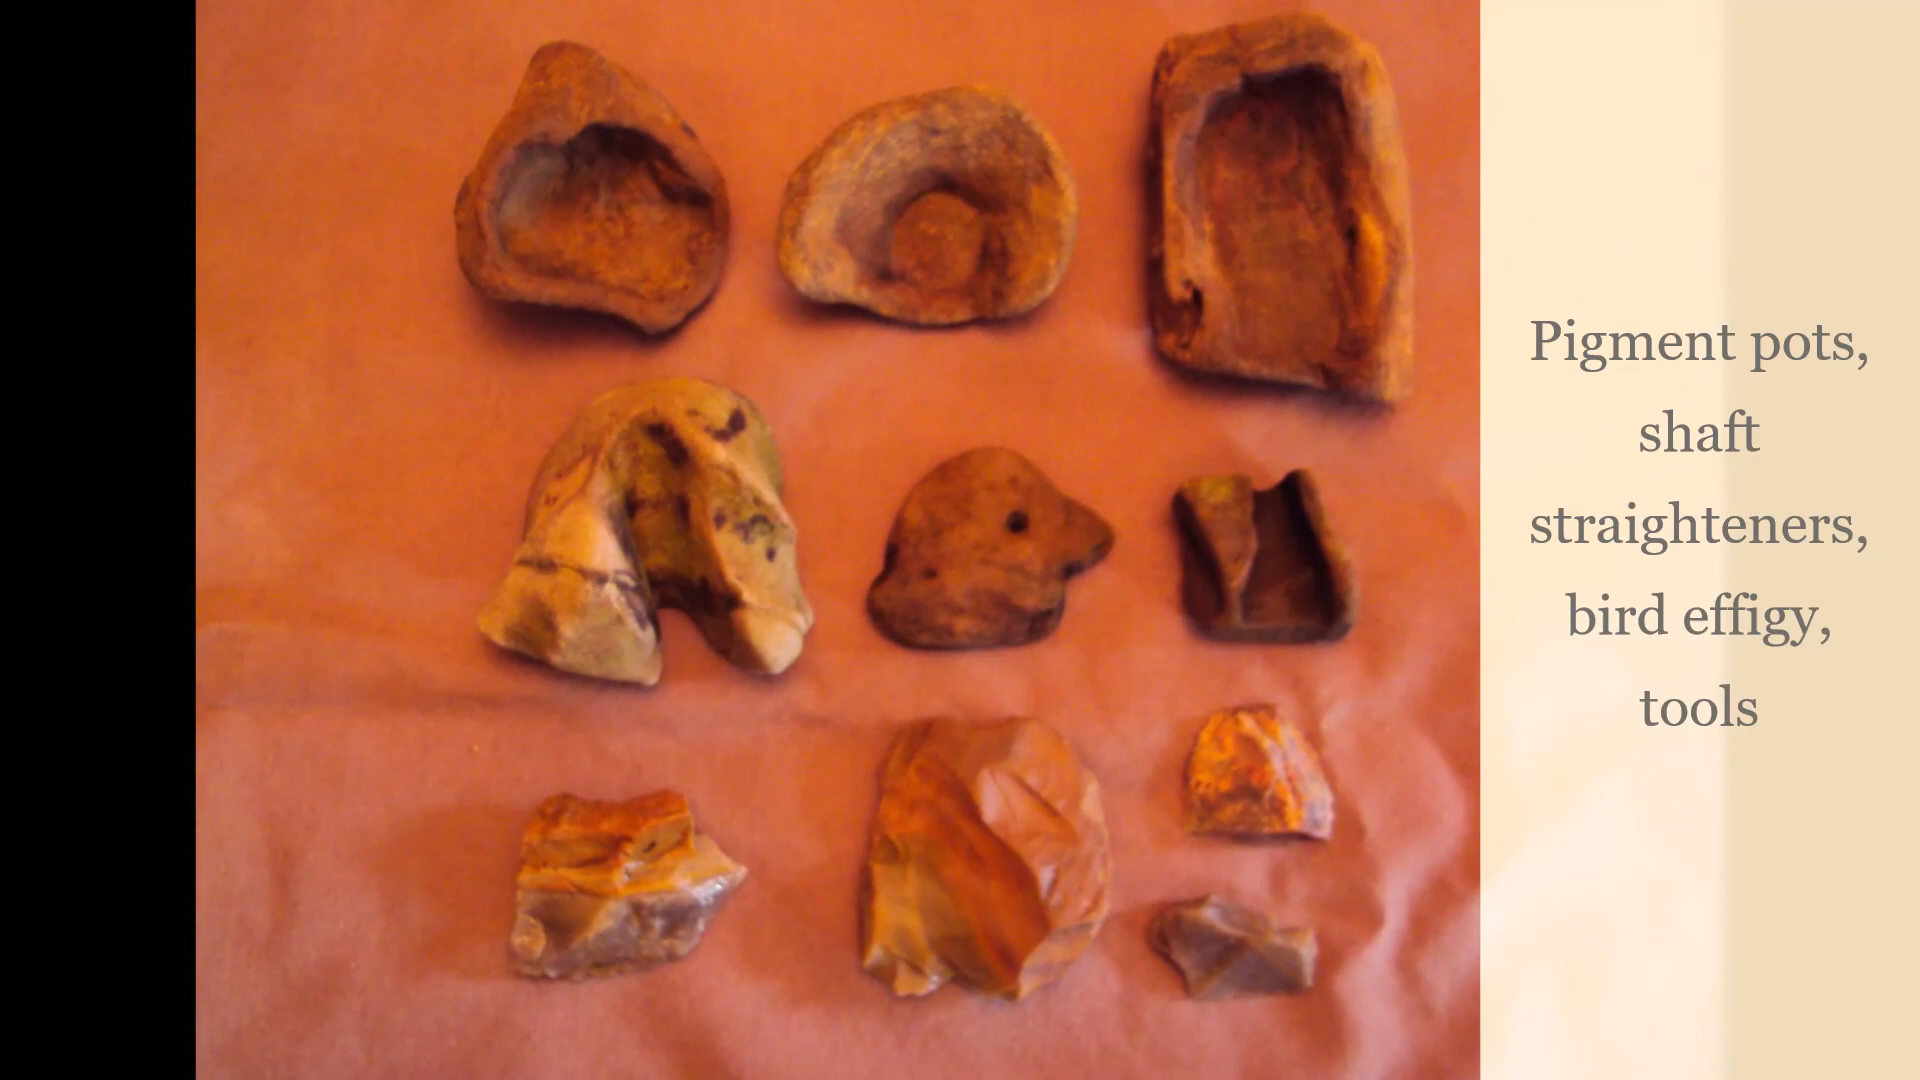 Pigment pots,
shaft
straighteners,
bird effigy,
tools